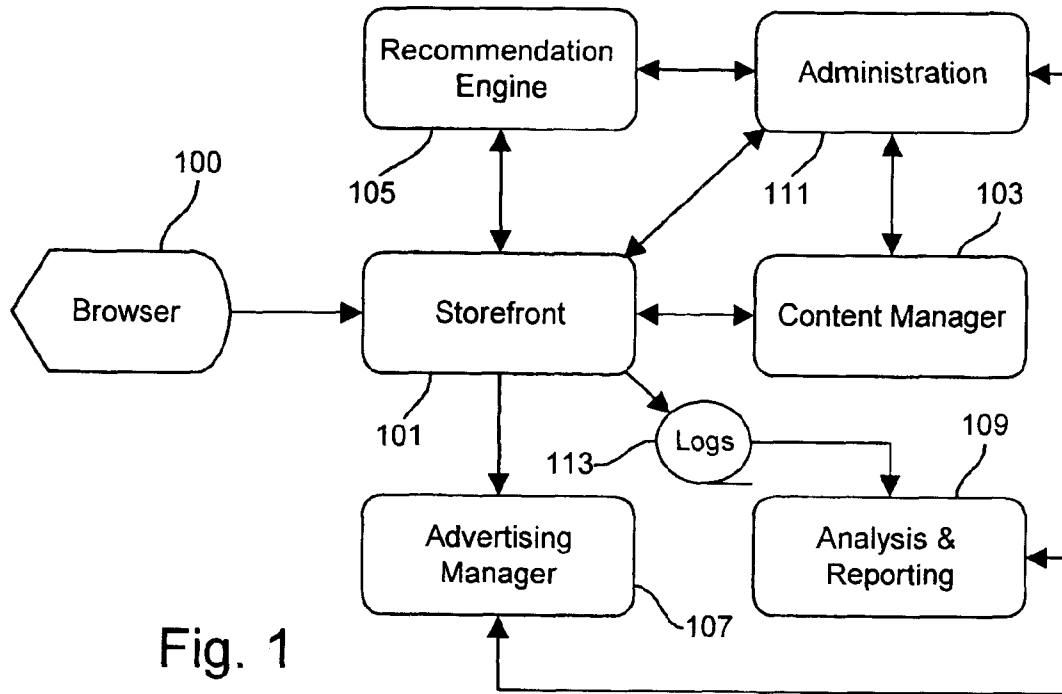 Recommendation
Engine
Administration
105
111
100
103
Browser
Storefront
Content Manager
101
113
Logs
109
Advertising
Manager
Analysis &
Reporting
107
Fig. 1